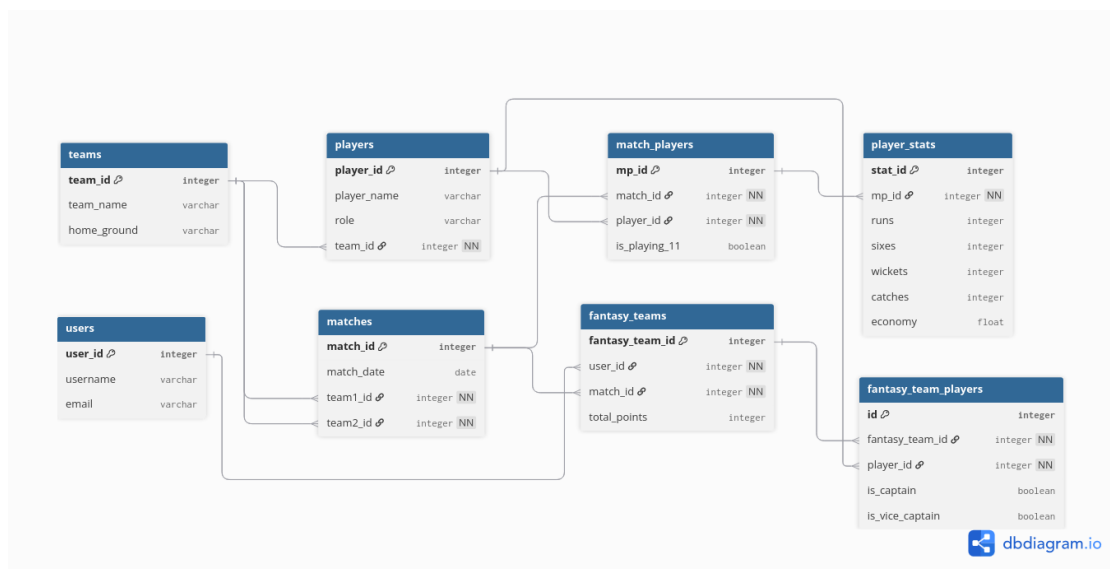 teams
team_id integer
team_name varchar
home_ground varchar
players
player_id integer
player_name varchar
role varchar
team_id integer NN
match_players
mp_id integer
match_id integer NN
player_id integer NN
is_playing_11 boolean
player_stats
stat_id integer
mp_id integer NN
runs integer
sixes integer
wickets integer
catches integer
economy float
users
user_id integer
username varchar
email varchar
matches
match_id integer
match_date date
team1_id integer NN
team2_id integer NN
fantasy_teams
fantasy_team_id integer
user_id integer NN
match_id integer NN
total_points integer
fantasy_team_players
id integer
fantasy_team_id integer NN
player_id integer NN
is_captain boolean
is_vice_captain boolean
dbdiagram.io